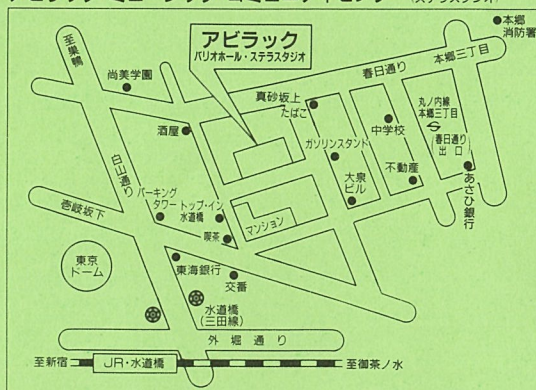 (ステラスタジオ)
アビラック
バリオホール・ステラスタジオ
至巣鴨
尚美学園
酒屋
白山通り
パーキング
タワー
トップ・イン
水道橋
喫茶
壱岐坂下
東京
ドーム
東海銀行
交番
水道橋
(三田線)
外堀通り
至新宿
JR・水道橋
至御茶ノ水
マンション
真砂坂上
たばこ
ガソリンスタンド
大泉
ビル
中学校
不動産
春日通り
本郷三丁目
丸ノ内線
本郷三丁目
(春日通り
出口)
あさひ銀行
本郷
消防署